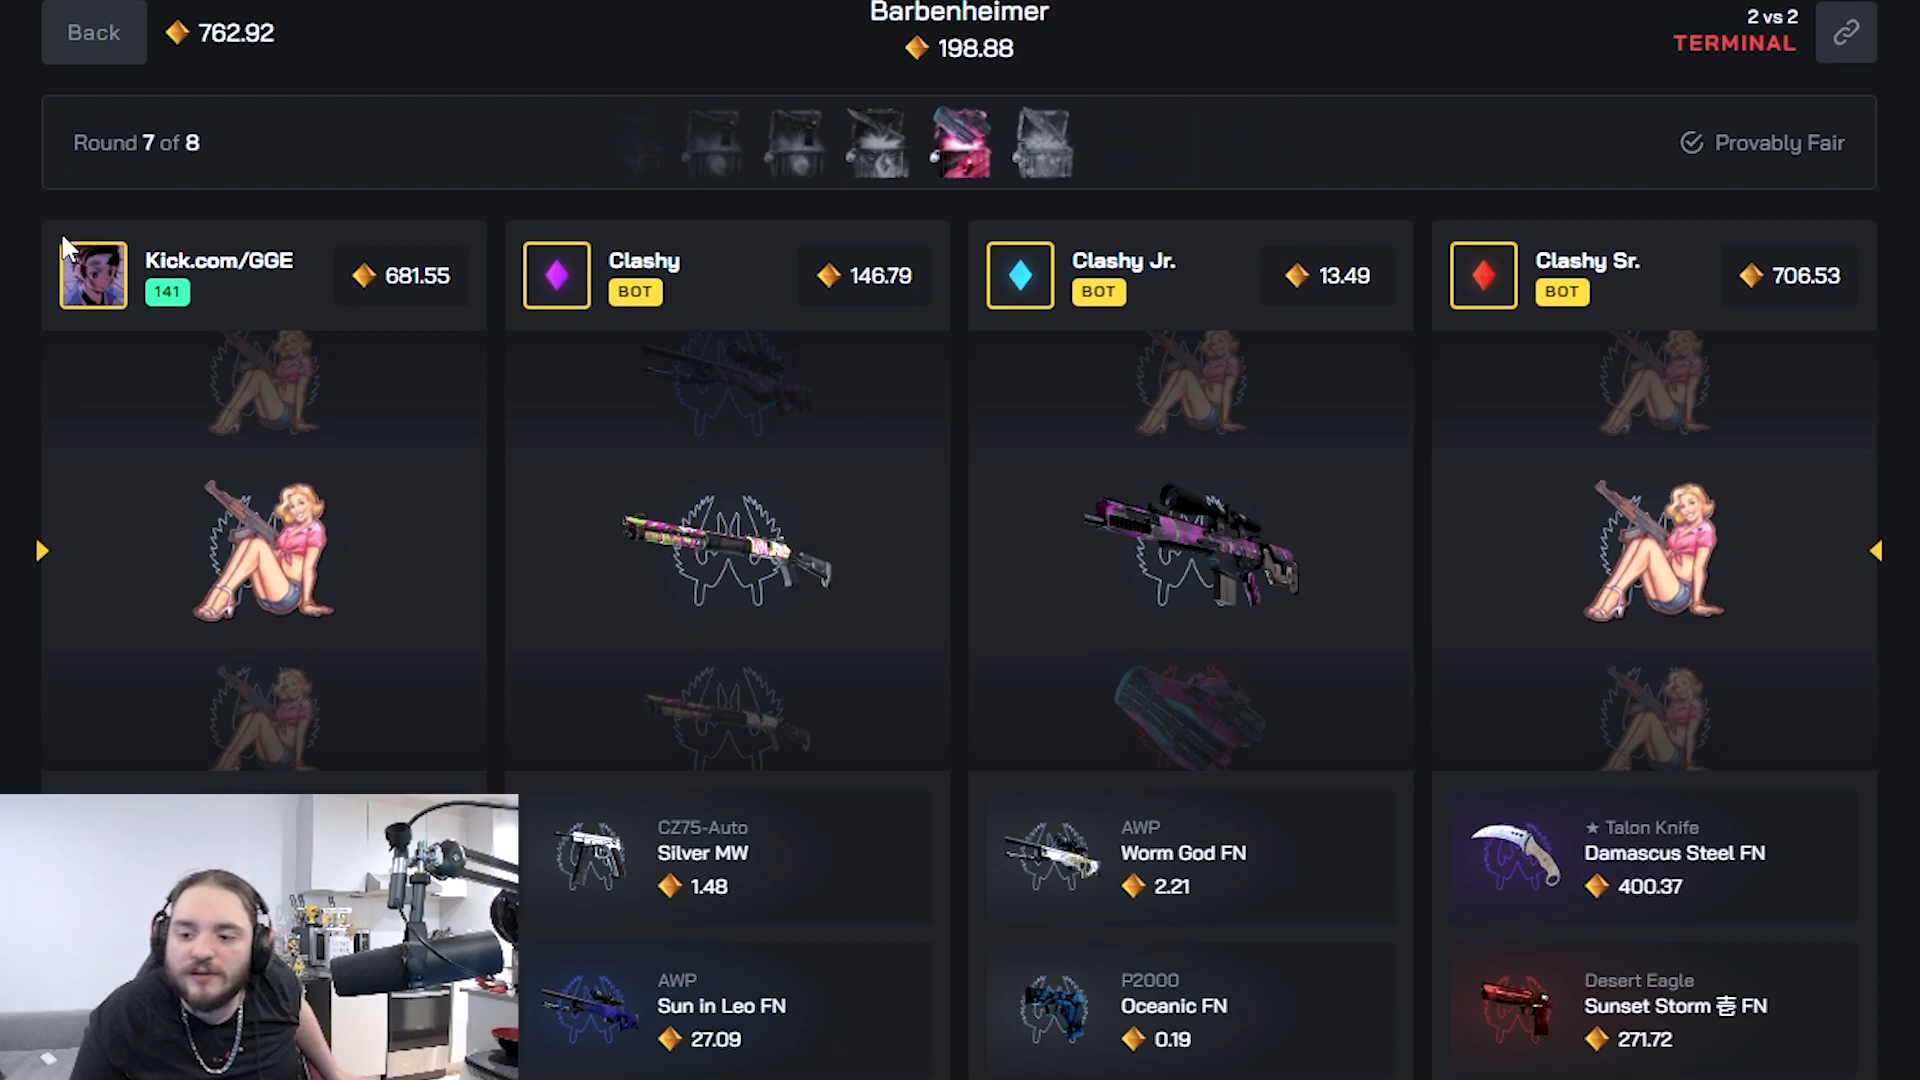 Back
762.92
Barbenheimer
198.88
2 vs 2
TERMINAL
Round 7 of 8
Provably Fair
Kick.com/GGE
141
681.55
Clashy
BOT
146.79
Clashy Jr.
BOT
13.49
Clashy Sr.
BOT
706.53
CZ75-Auto
Silver MW
1.48
AWP
Worm God FN
2.21
★ Talon Knife
Damascus Steel FN
400.37
AWP
Sun in Leo FN
27.09
P2000
Oceanic FN
0.19
Desert Eagle
Sunset Storm 壱 FN
271.72